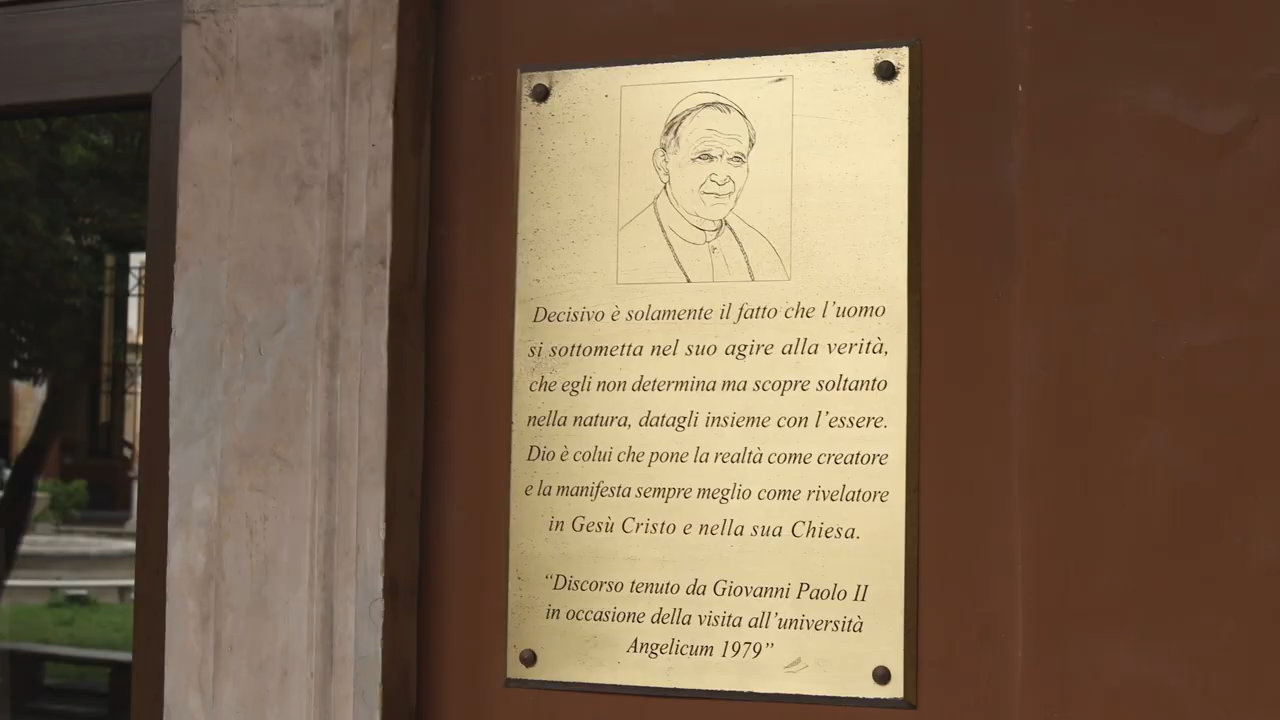 Decisivo è solamente il fatto che l'uomo
si sottometta nel suo agire alla verità,
che egli non determina ma scopre soltanto
nella natura, datagli insieme con l'essere.
Dio è colui che pone la realtà come creatore
e la manifesta sempre meglio come rivelatore
in Gesù Cristo e nella sua Chiesa.
“Discorso tenuto da Giovanni Paolo II
in occasione della visita all'università
Angelicum 1979”